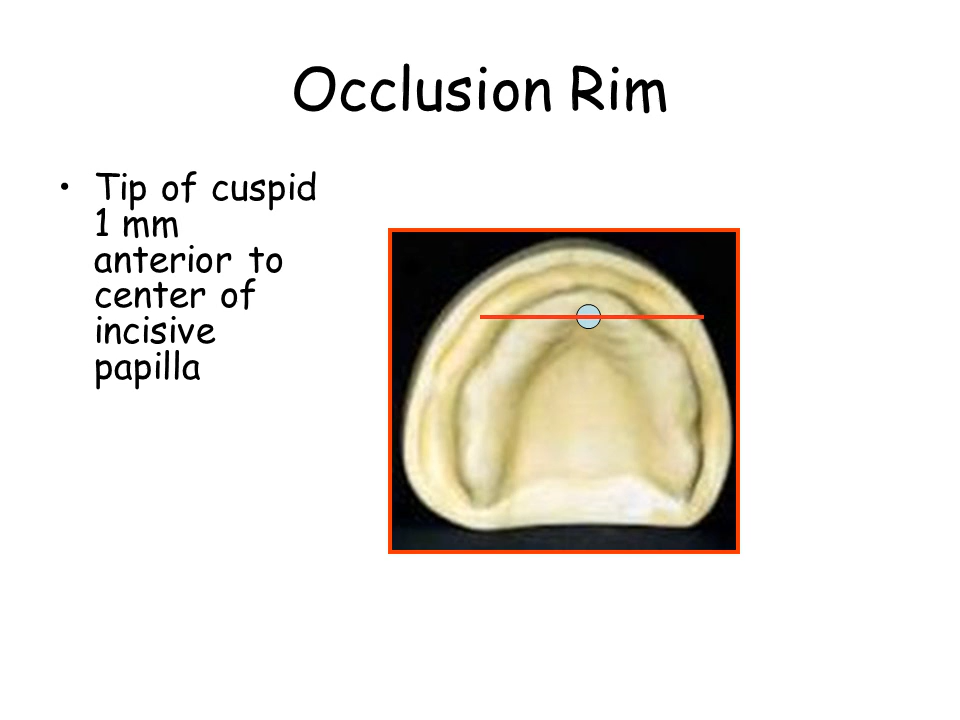 Occlusion Rim
• Tip of cuspid
1 mm
anterior to
center of
incisive
papilla